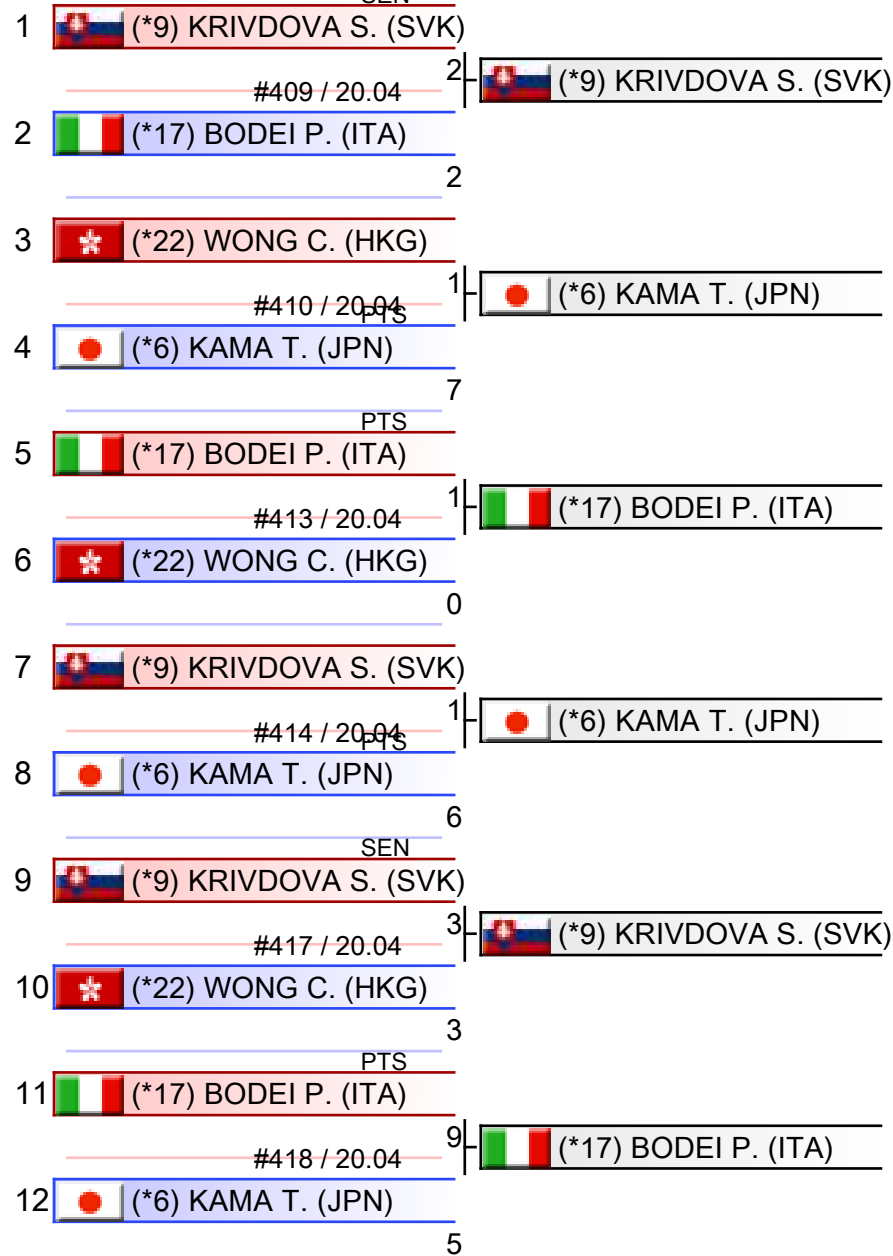 SEN
1 (*9) KRIVDOVA S. (SVK)
2 (*9) KRIVDOVA S. (SVK)
#409 / 20.04
2 (*17) BODEI P. (ITA)
2
3 (*22) WONG C. (HKG)
1 (*6) KAMA T. (JPN)
#410 / 20.04
PTS
4 (*6) KAMA T. (JPN)
7
PTS
5 (*17) BODEI P. (ITA)
1 (*17) BODEI P. (ITA)
#413 / 20.04
6 (*22) WONG C. (HKG)
0
7 (*9) KRIVDOVA S. (SVK)
1 (*6) KAMA T. (JPN)
#414 / 20.04
PTS
8 (*6) KAMA T. (JPN)
6
SEN
9 (*9) KRIVDOVA S. (SVK)
3 (*9) KRIVDOVA S. (SVK)
#417 / 20.04
10 (*22) WONG C. (HKG)
3
PTS
11 (*17) BODEI P. (ITA)
9 (*17) BODEI P. (ITA)
#418 / 20.04
12 (*6) KAMA T. (JPN)
5